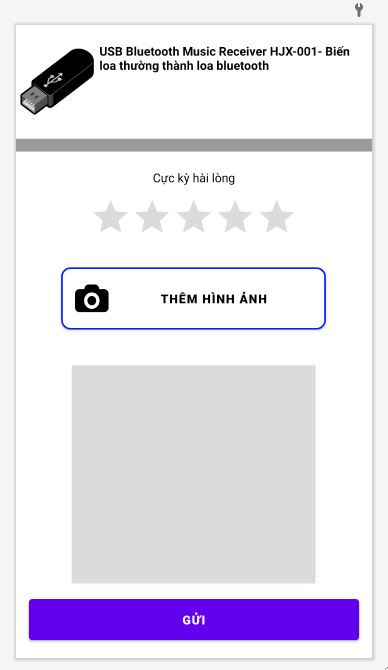 USB Bluetooth Music Receiver HJX-001- Biến
loa thường thành loa bluetooth
Cực kỳ hài lòng
THÊM HÌNH ẢNH
GỬI